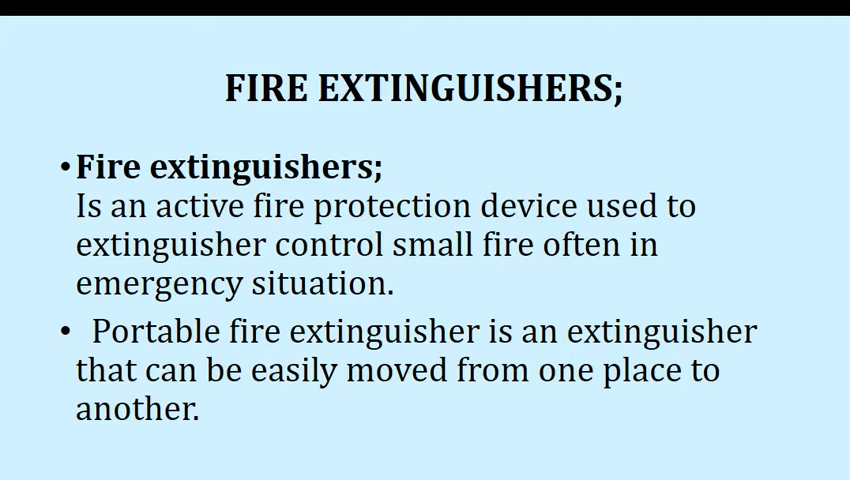 FIRE EXTINGUISHERS;
•Fire extinguishers;
Is an active fire protection device used to
extinguisher control small fire often in
emergency situation.
• Portable fire extinguisher is an extinguisher
that can be easily moved from one place to
another.